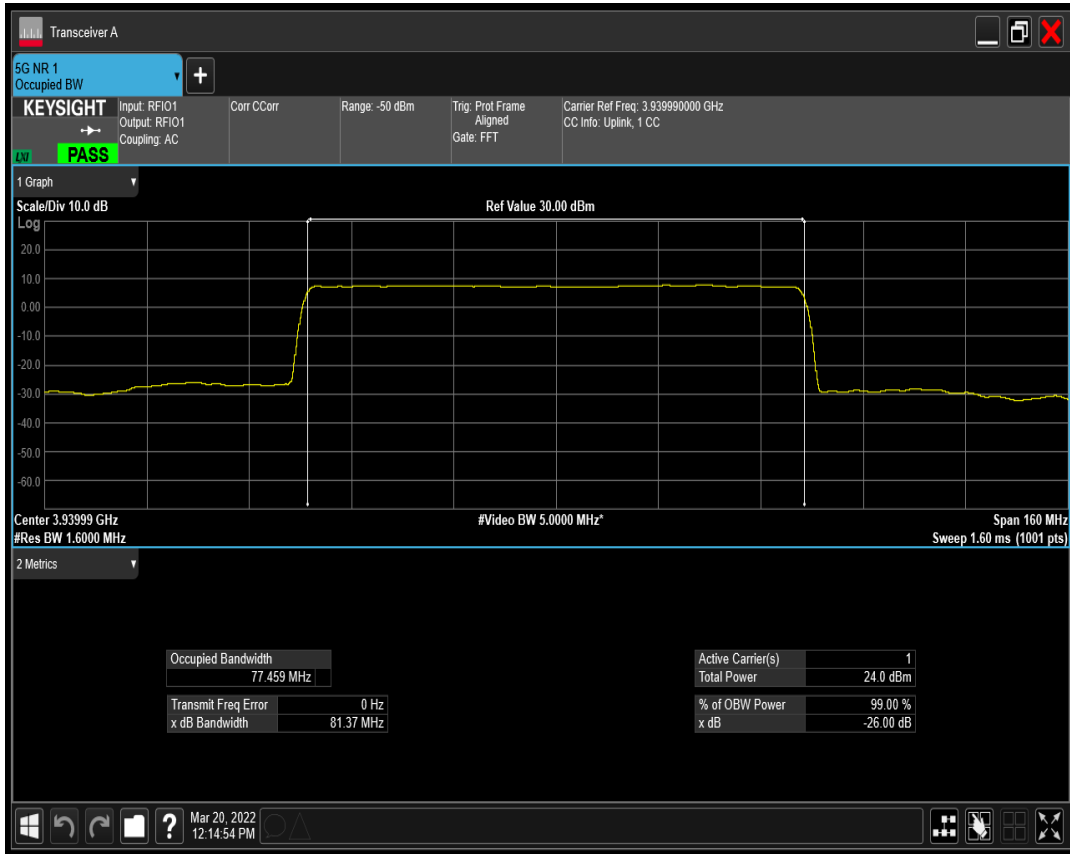 Transceiver A
5G NR 1
Occupied BW
+
KEYSIGHT
LXI
PASS
Input: RFIO1
Output: RFIO1
Coupling: AC
Corr CCorr
Range: -50 dBm
Trig: Prot Frame
Aligned
Gate: FFT
Carrier Ref Freq: 3.939990000 GHz
CC Info: Uplink, 1 CC
1 Graph
Scale/Div 10.0 dB
Ref Value 30.00 dBm
Log
20.0
10.0
0.00
-10.0
-20.0
-30.0
-40.0
-50.0
-60.0
Center 3.93999 GHz
#Video BW 5.0000 MHz*
Span 160 MHz
#Res BW 1.6000 MHz
Sweep 1.60 ms (1001 pts)
2 Metrics
Occupied Bandwidth
77.459 MHz
Transmit Freq Error 0 Hz
x dB Bandwidth 81.37 MHz
Active Carrier(s) 1
Total Power 24.0 dBm
% of OBW Power 99.00 %
x dB -26.00 dB
?
Mar 20, 2022
12:14:54 PM